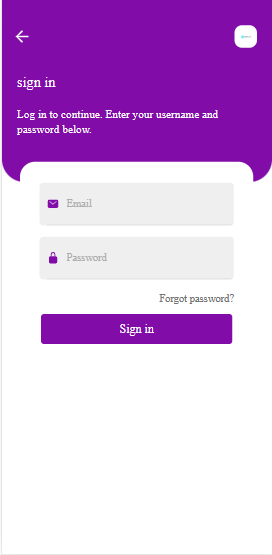 sign in
Log in to continue. Enter your username and
password below.
Email
Password
Forgot password?
Sign in